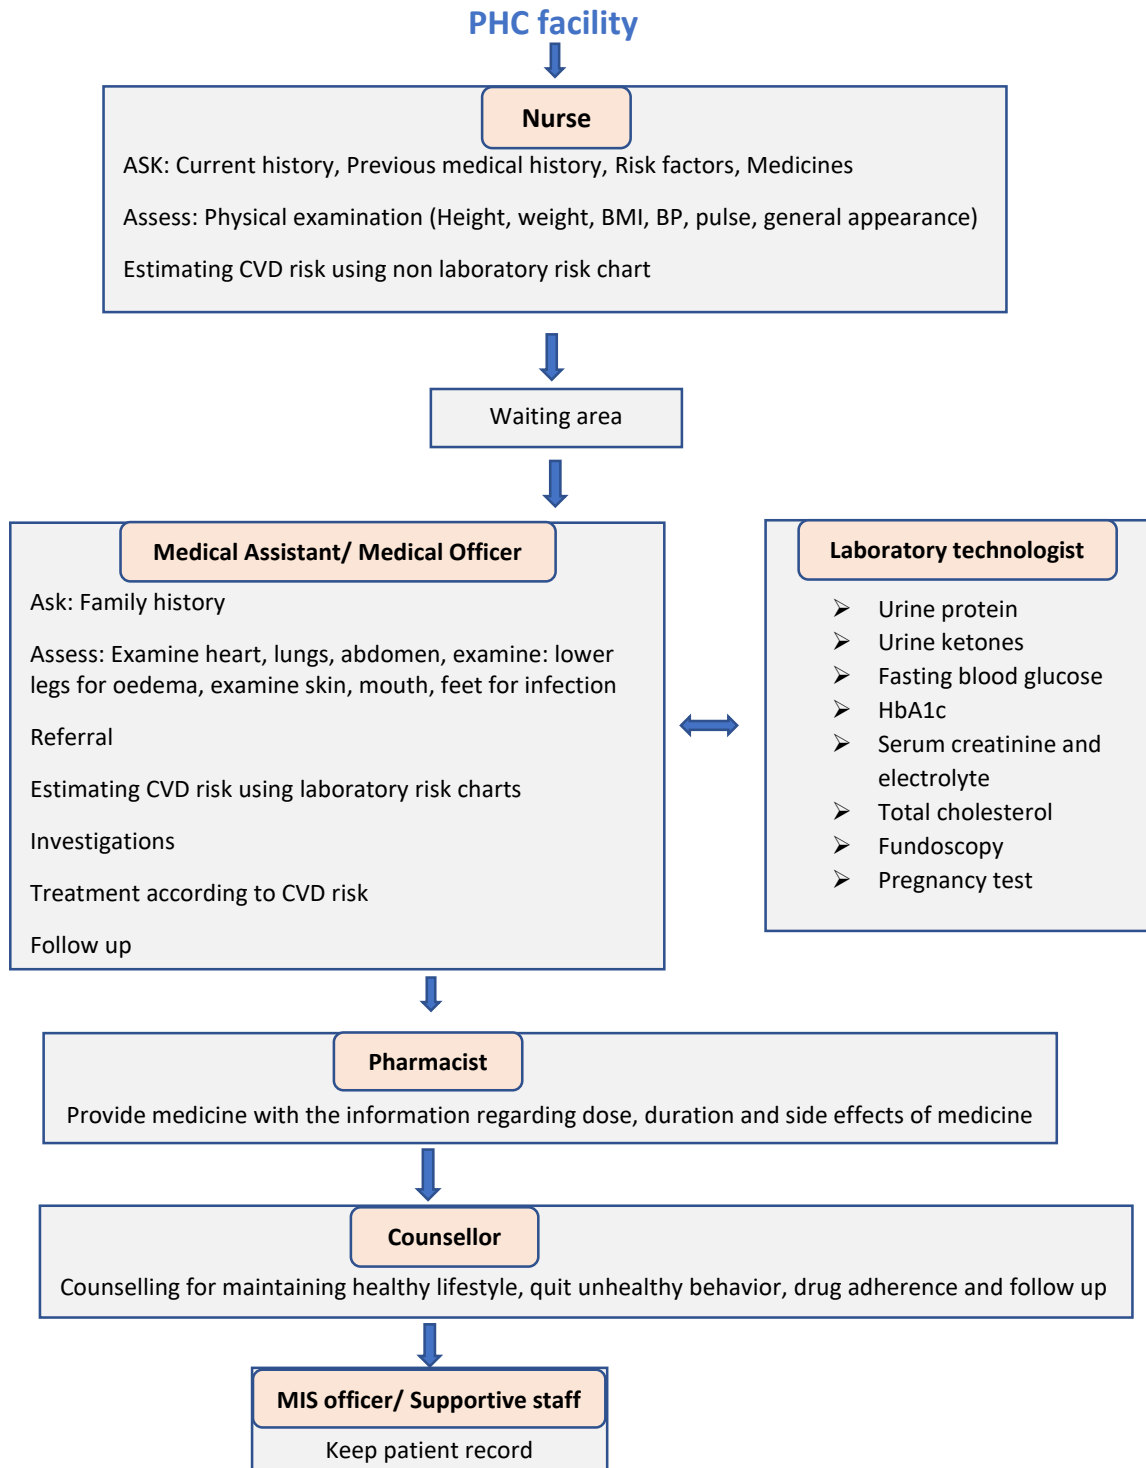 PHC facility
Nurse
ASK: Current history, Previous medical history, Risk factors, Medicines
Assess: Physical examination (Height, weight, BMI, BP, pulse, general appearance)
Estimating CVD risk using non laboratory risk chart
Waiting area
Medical Assistant/ Medical Officer
Ask: Family history
Assess: Examine heart, lungs, abdomen, examine: lower
legs for oedema, examine skin, mouth, feet for infection
Referral
Estimating CVD risk using laboratory risk charts
Investigations
Treatment according to CVD risk
Follow up
Laboratory technologist
➢ Urine protein
➢ Urine ketones
➢ Fasting blood glucose
➢ HbA1c
➢ Serum creatinine and
electrolyte
➢ Total cholesterol
➢ Fundoscopy
➢ Pregnancy test
Pharmacist
Provide medicine with the information regarding dose, duration and side effects of medicine
Counsellor
Counselling for maintaining healthy lifestyle, quit unhealthy behavior, drug adherence and follow up
MIS officer/ Supportive staff
Keep patient record